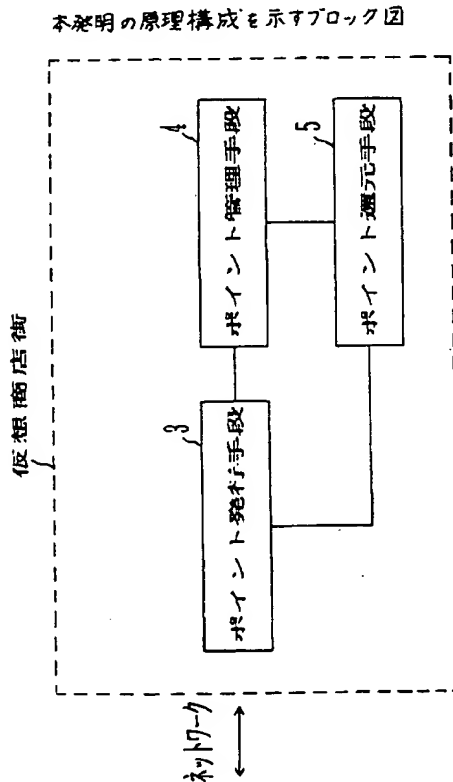 本発明の原理構成を示すブロック図
仮想商店街
4
ポイント管理手段
5
ポイント還元手段
3
ポイント発行手段
ネットワーク